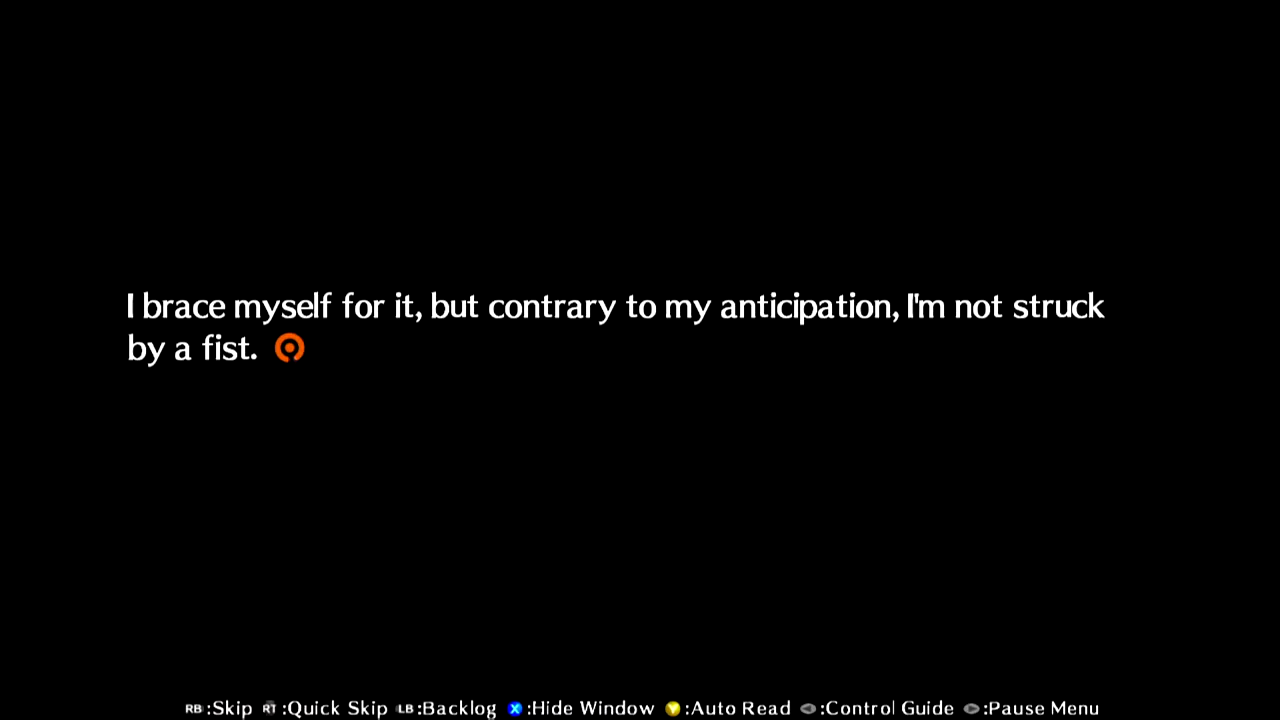 I brace myself for it, but contrary to my anticipation, I'm not struck
by a fist.
RB:Skip RT:Quick Skip LB:Backlog X:Hide Window Y:Auto Read :Control Guide :Pause Menu